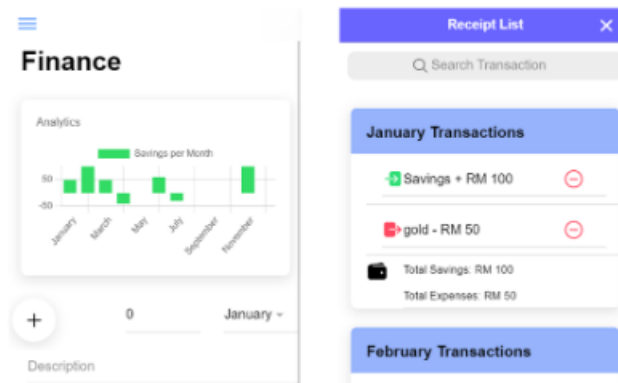 Finance
Analytics
Savings per Month
50
-50
January
March
May
July
September
November
+
0
January
Description
Receipt List
Search Transaction
January Transactions
Savings + RM 100
gold - RM 50
Total Savings: RM 100
Total Expenses: RM 50
February Transactions